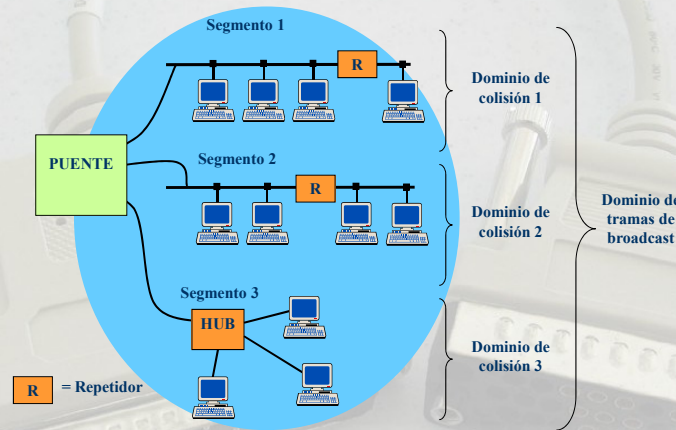 Segmento 1
R
Dominio de
colisión 1
PUENTE
Segmento 2
R
Dominio de
colisión 2
Dominio de
tramas de
broadcast
Segmento 3
HUB
Dominio de
colisión 3
R = Repetidor